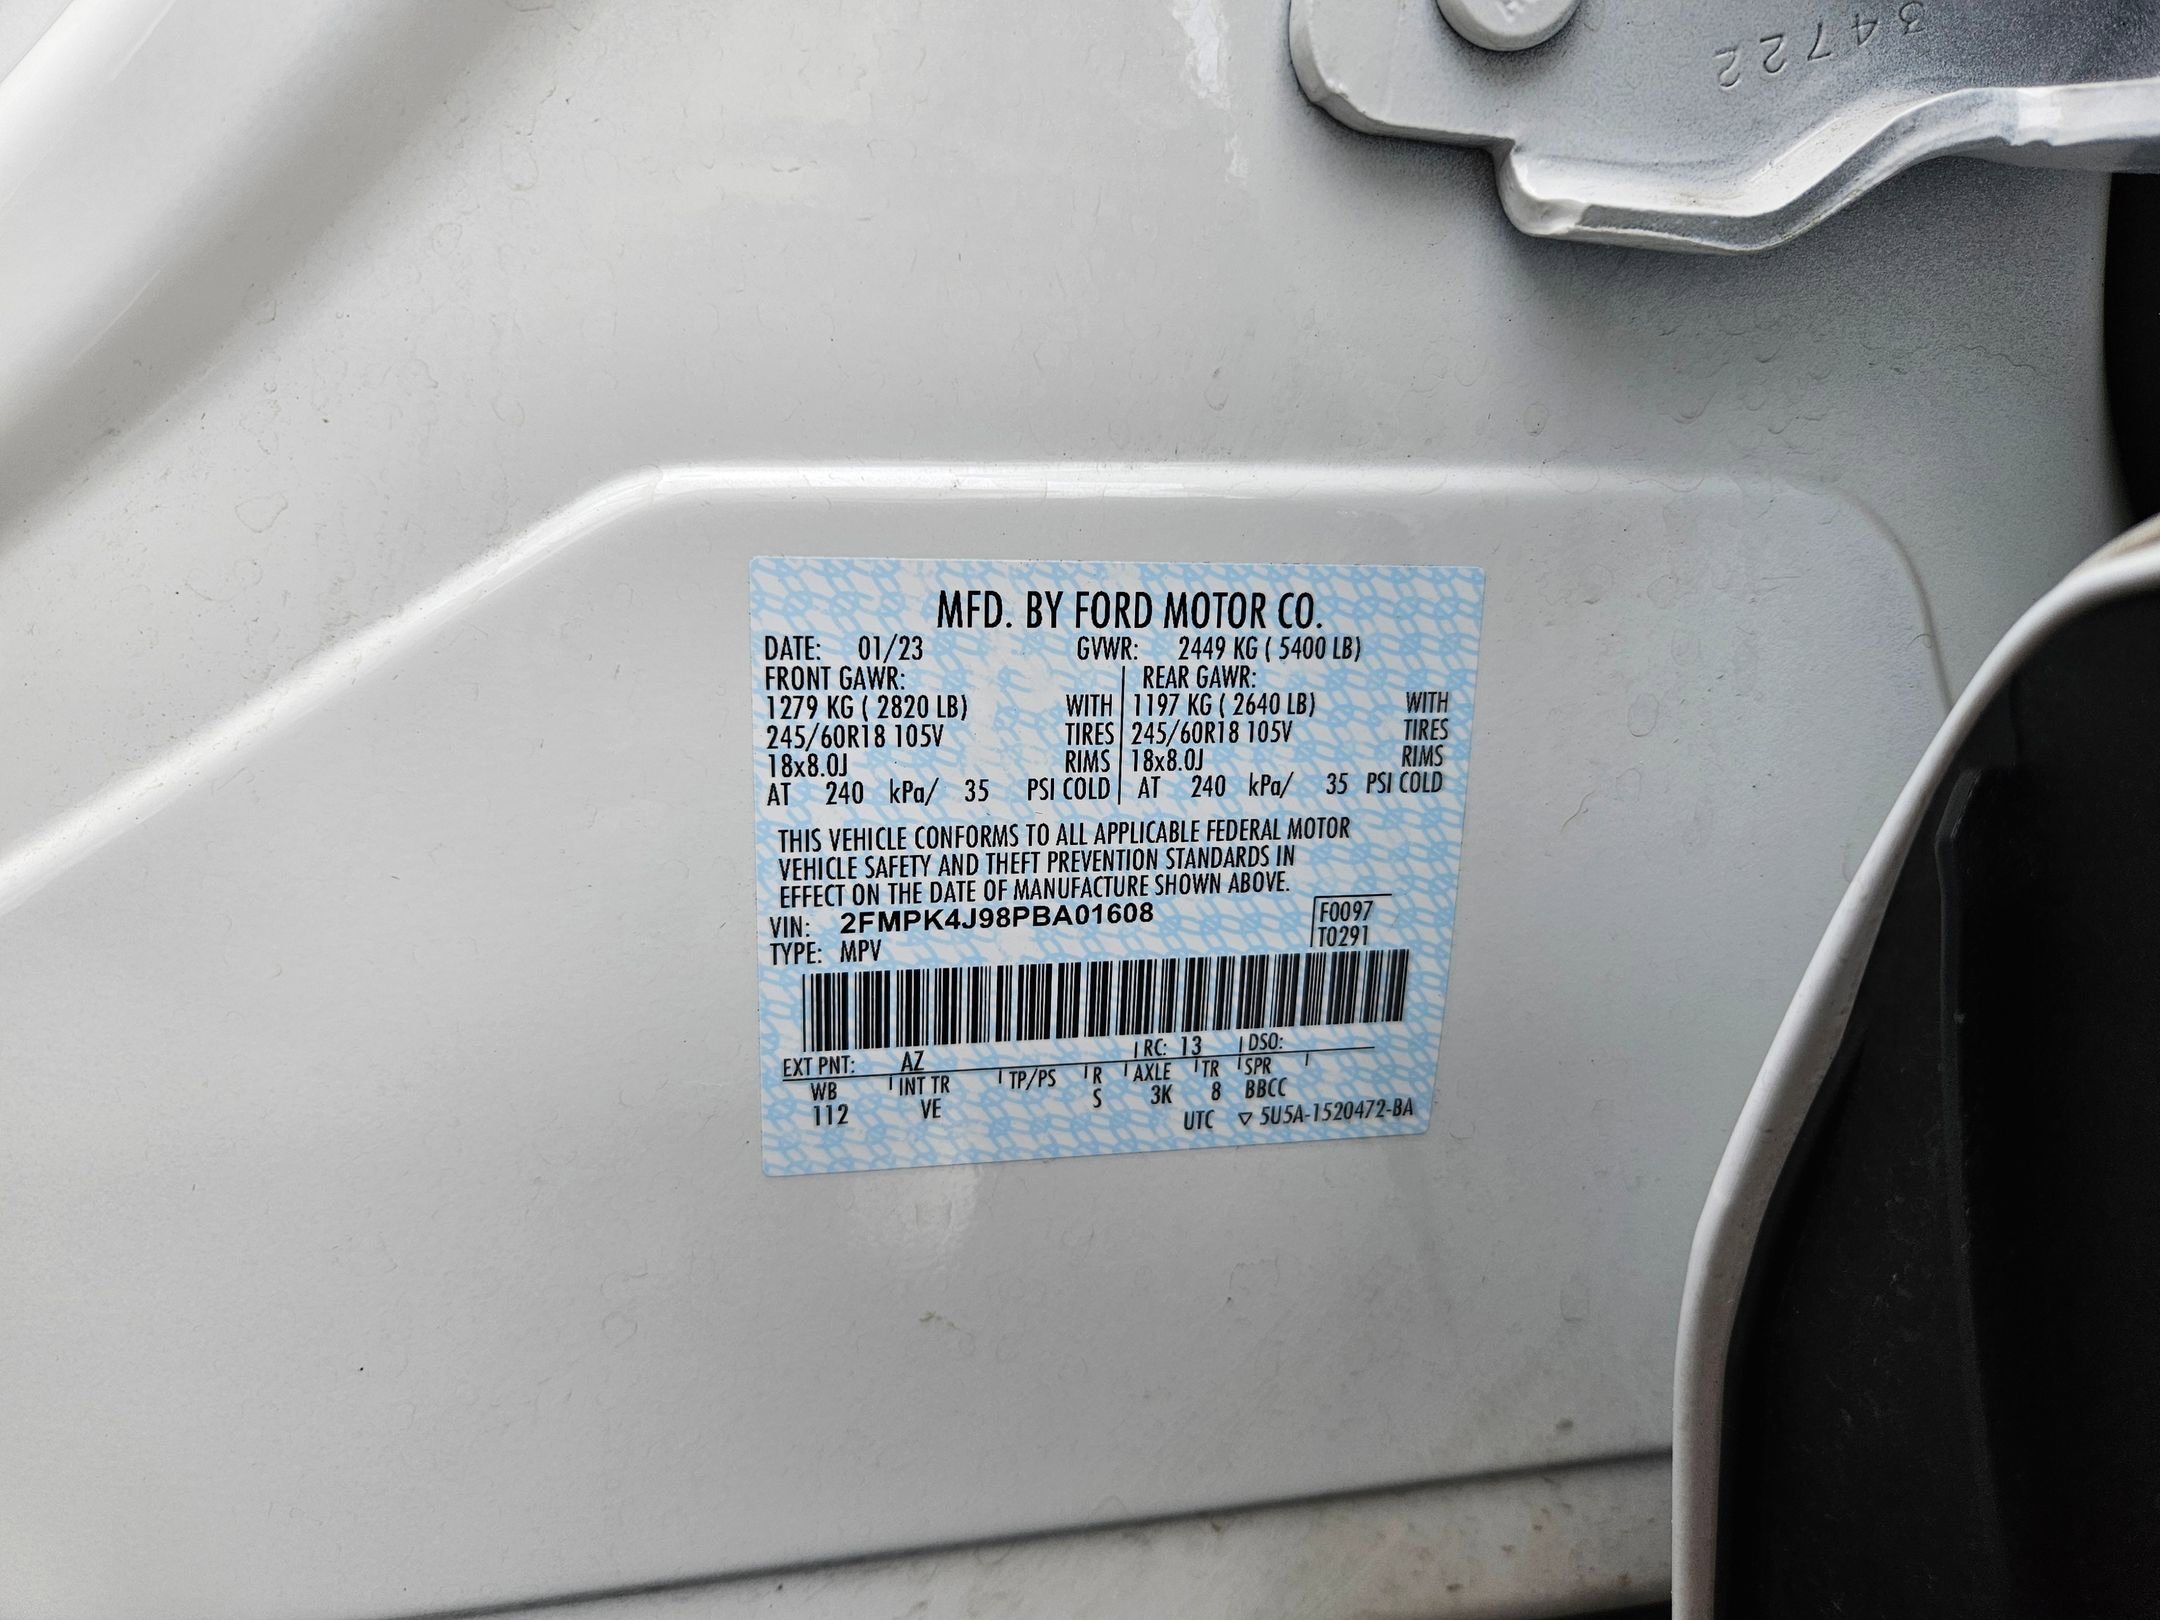 34722
MFD. BY FORD MOTOR CO.
DATE: 01/23 GVWR: 2449 KG ( 5400 LB)
FRONT GAWR: REAR GAWR:
1279 KG ( 2820 LB) WITH 1197 KG ( 2640 LB) WITH
245/60R18 105V TIRES 245/60R18 105V TIRES
18x8.0J RIMS 18x8.0J RIMS
AT 240 kPa/ 35 PSI COLD AT 240 kPa/ 35 PSI COLD
THIS VEHICLE CONFORMS TO ALL APPLICABLE FEDERAL MOTOR
VEHICLE SAFETY AND THEFT PREVENTION STANDARDS IN
EFFECT ON THE DATE OF MANUFACTURE SHOWN ABOVE.
VIN: 2FMPK4J98PBA01608 F0097
TYPE: MPV T0291
EXT PNT: AZ RC: 13 DSO:
WB INT TR TP/PS R AXLE TR SPR
112 VE S 3K 8 BBCC
UTC ▽ 5U5A-1520472-BA